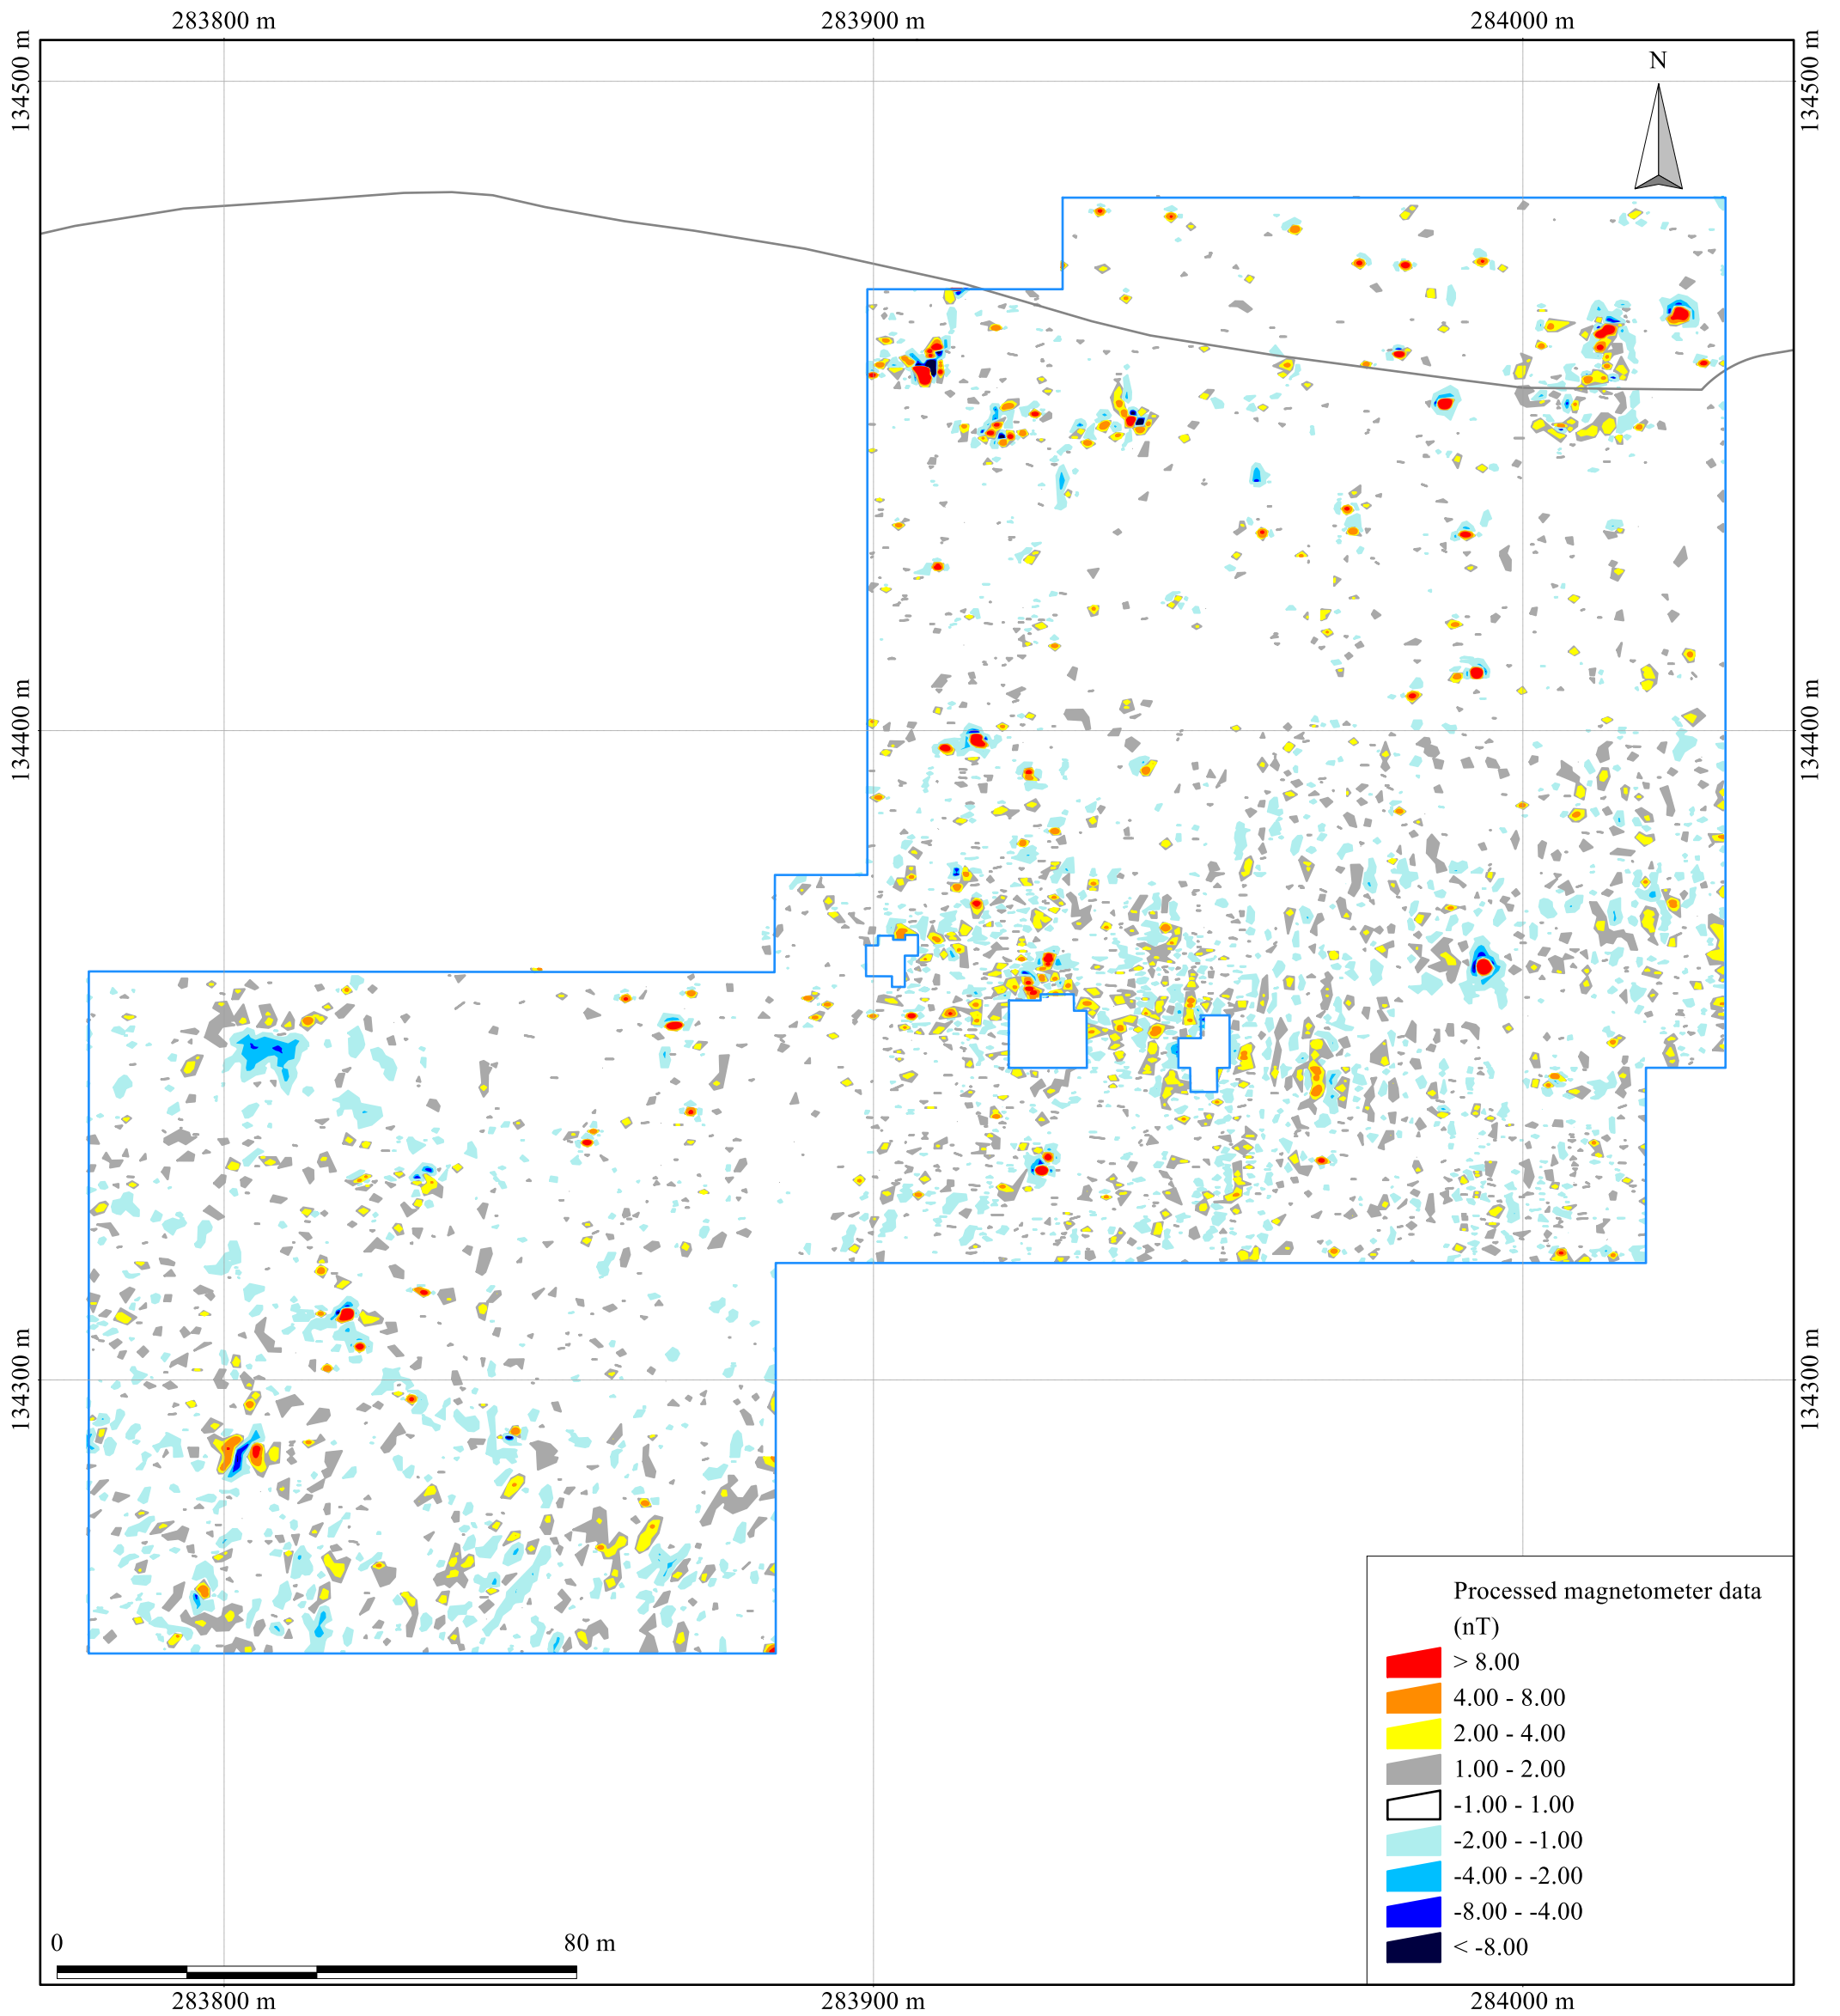 283800 m 283900 m 284000 m
134500 m 134500 m
N
134400 m 134400 m
134300 m 134300 m
Processed magnetometer data
(nT)
> 8.00
4.00 - 8.00
2.00 - 4.00
1.00 - 2.00
-1.00 - 1.00
-2.00 - -1.00
-4.00 - -2.00
-8.00 - -4.00
< -8.00
0 80 m
283800 m 283900 m 284000 m